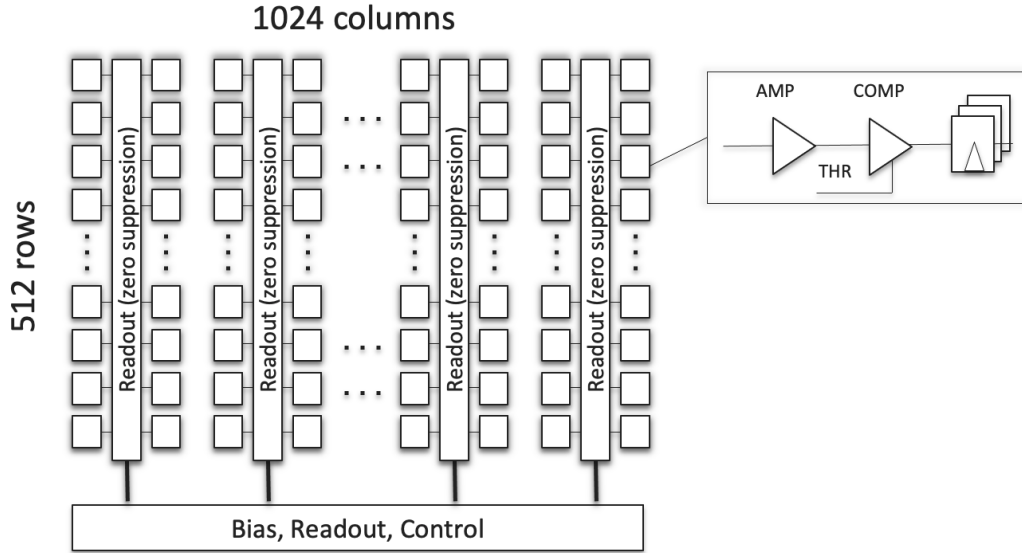 1024 columns
512 rows
Readout (zero suppression)
Readout (zero suppression)
Readout (zero suppression)
Readout (zero suppression)
AMP
COMP
THR
Bias, Readout, Control